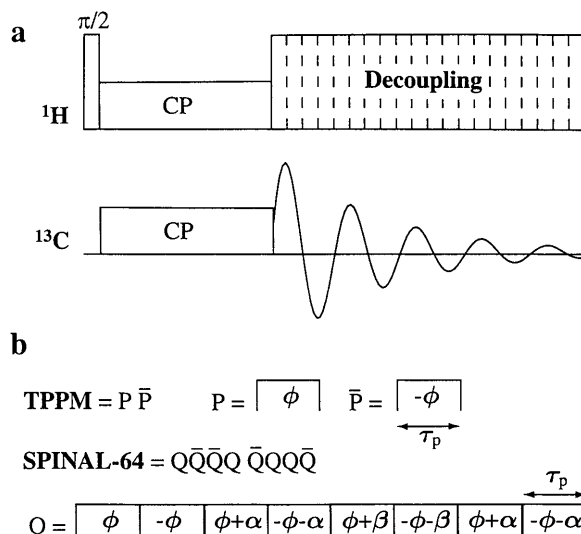 a
π/2
¹H
CP
Decoupling
¹³C
CP
b
TPPM = P P̄ P = ϕ P̄ = -ϕ
τp
SPINAL-64 = QQ̄Q̄Q Q̄QQQ̄
τp
Q = ϕ -ϕ ϕ+α -ϕ-α ϕ+β -ϕ-β ϕ+α -ϕ-α